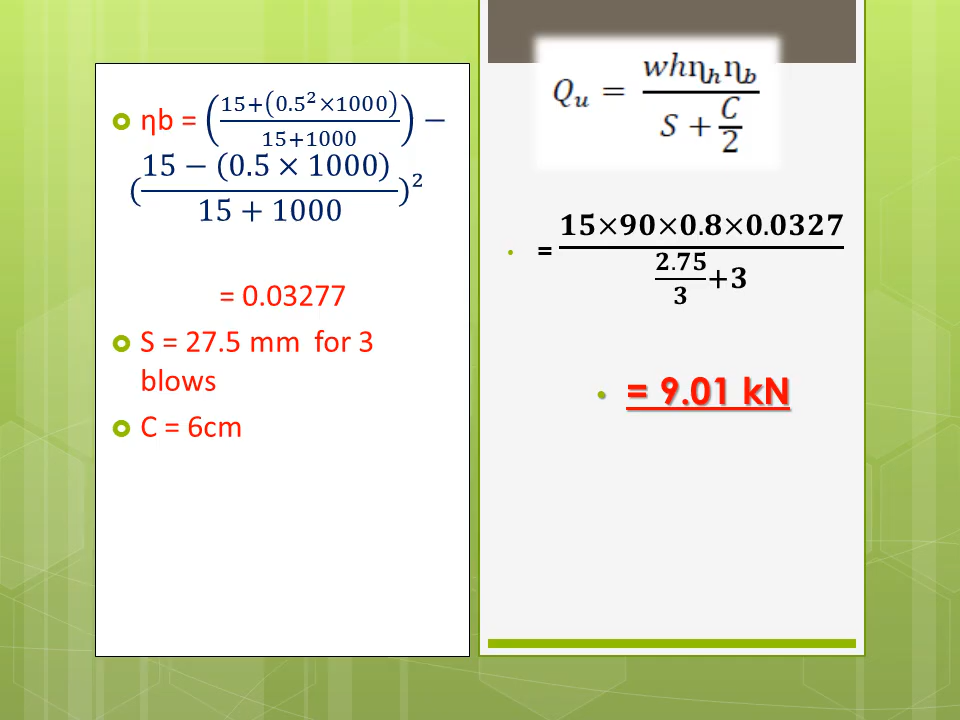 ηb = ((15+(0.5²×1000))/(15+1000)) −
((15 − (0.5 × 1000))/(15 + 1000))²
= 0.03277
S = 27.5 mm for 3
blows
C = 6cm
Qᵤ = (whηₕηb)/(S + C/2)
= (15×90×0.8×0.0327)/(2.75/3+3)
= 9.01 kN